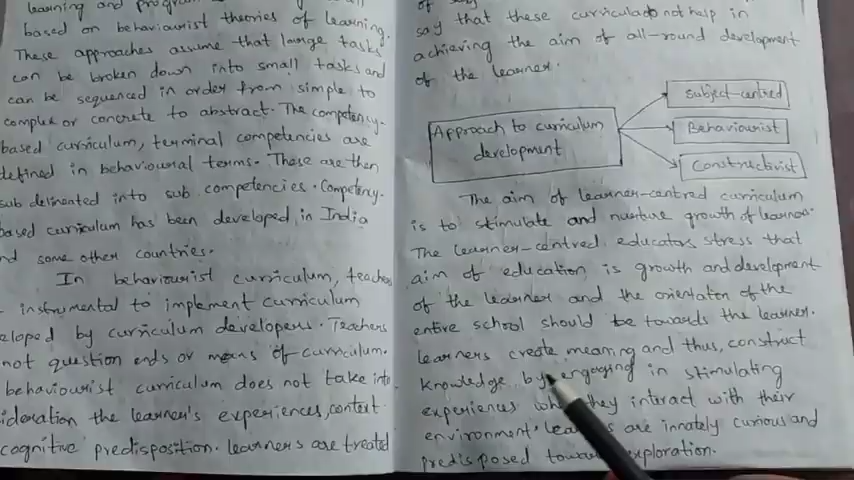 learning and
based on behaviourist theories of learning.
These approaches assume that large tasks
can be broken down into small tasks and
can be sequenced in order from simple to
complex or concrete to abstract. The competency-
based curriculum, terminal competencies are
defined in behavioural terms. These are then
sub delineated into sub competencies. Competency-
based curriculum has been developed in India
nd some other countries.
In behaviourist curriculum, teache
instrumental to implement curriculum
eloped by curriculum developers. Teachers
not question ends or means of curriculum.
behaviourist curriculum does not take into
ideration the learner's experiences, context
cognitive predisposition. learners are treated
say that these curricula do not help in
achieving the aim of all-round development
of the learner.
Approach to curriculum
development
Subject-centred
Behaviourist
Constructivist
The aim of learner-centred curriculum
is to stimulate and nurture growth of learner.
The learner-centred educators stress that
aim of education is growth and development
of the learner and the orientaton of the
entire school should be towards the learner.
learners create meaning and thus, construct
knowledge by engaging in stimulating
experiences they interact with their
environment. are innately curious and
predisposed exploration.